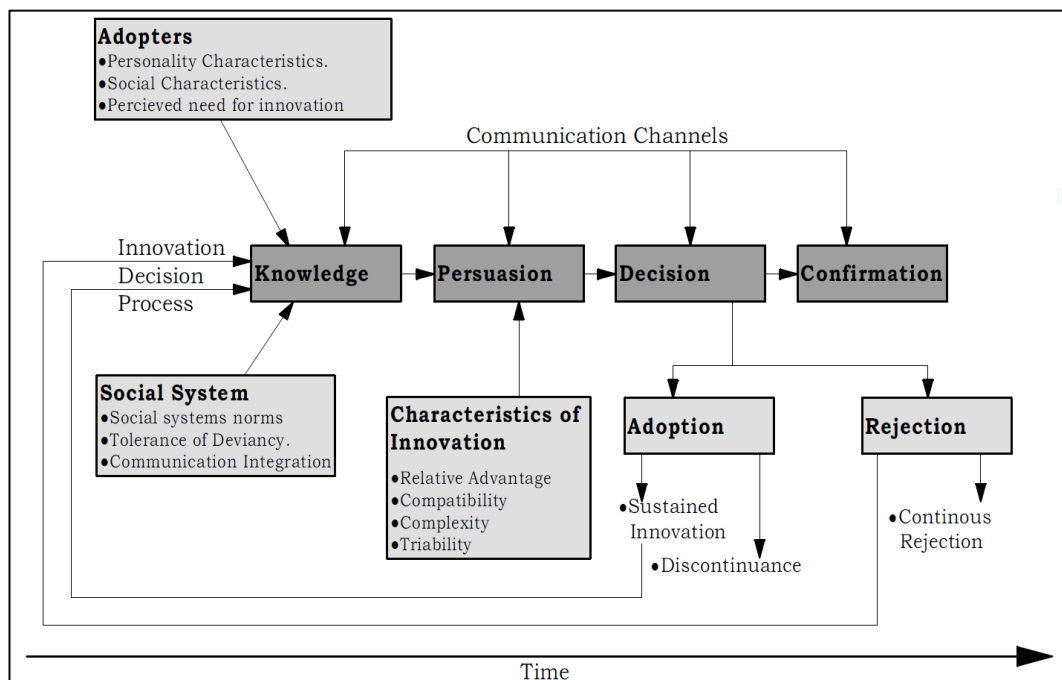 Adopters
●Personality Characteristics.
●Social Characteristics.
●Percieved need for innovation
Communication Channels
Innovation
Decision
Process
Knowledge
Persuasion
Decision
Confirmation
Social System
●Social systems norms
●Tolerance of Deviancy.
●Communication Integration
Characteristics of
Innovation
●Relative Advantage
●Compatibility
●Complexity
●Triability
Adoption
●Sustained
Innovation
●Discontinuance
Rejection
●Continous
Rejection
Time